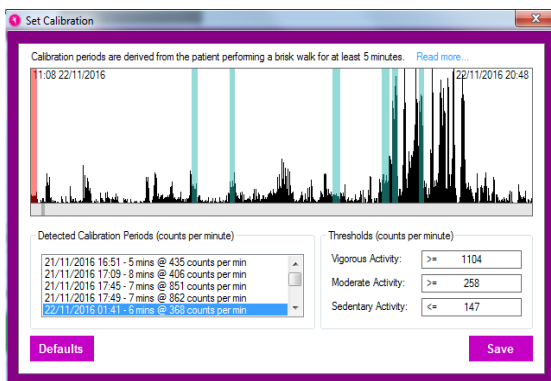 Set Calibration
Calibration periods are derived from the patient performing a brisk walk for at least 5 minutes. Read more...
11:08 22/11/2016 22/11/2016 20:48
Detected Calibration Periods (counts per minute)
21/11/2016 16:51 - 5 mins @ 435 counts per min
21/11/2016 17:09 - 8 mins @ 406 counts per min
21/11/2016 17:45 - 7 mins @ 851 counts per min
21/11/2016 17:49 - 7 mins @ 862 counts per min
22/11/2016 01:41 - 6 mins @ 368 counts per min
Thresholds (counts per minute)
Vigorous Activity: >= 1104
Moderate Activity: >= 258
Sedentary Activity: <= 147
Defaults Save